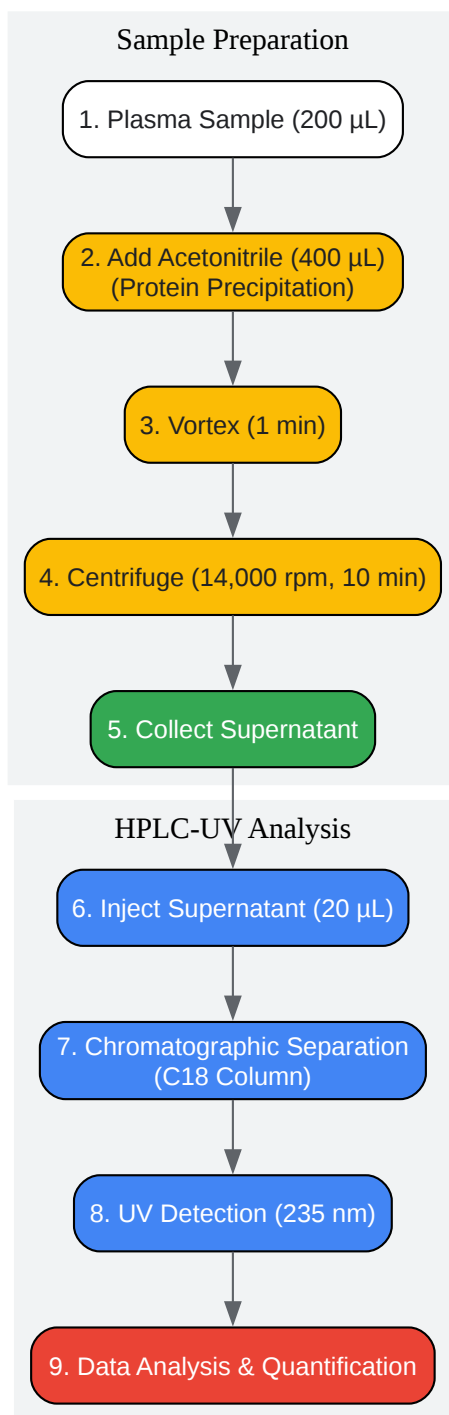 Sample Preparation
1. Plasma Sample (200 µL)
2. Add Acetonitrile (400 µL)
(Protein Precipitation)
3. Vortex (1 min)
4. Centrifuge (14,000 rpm, 10 min)
5. Collect Supernatant
HPLC-UV Analysis
6. Inject Supernatant (20 µL)
7. Chromatographic Separation
(C18 Column)
8. UV Detection (235 nm)
9. Data Analysis & Quantification